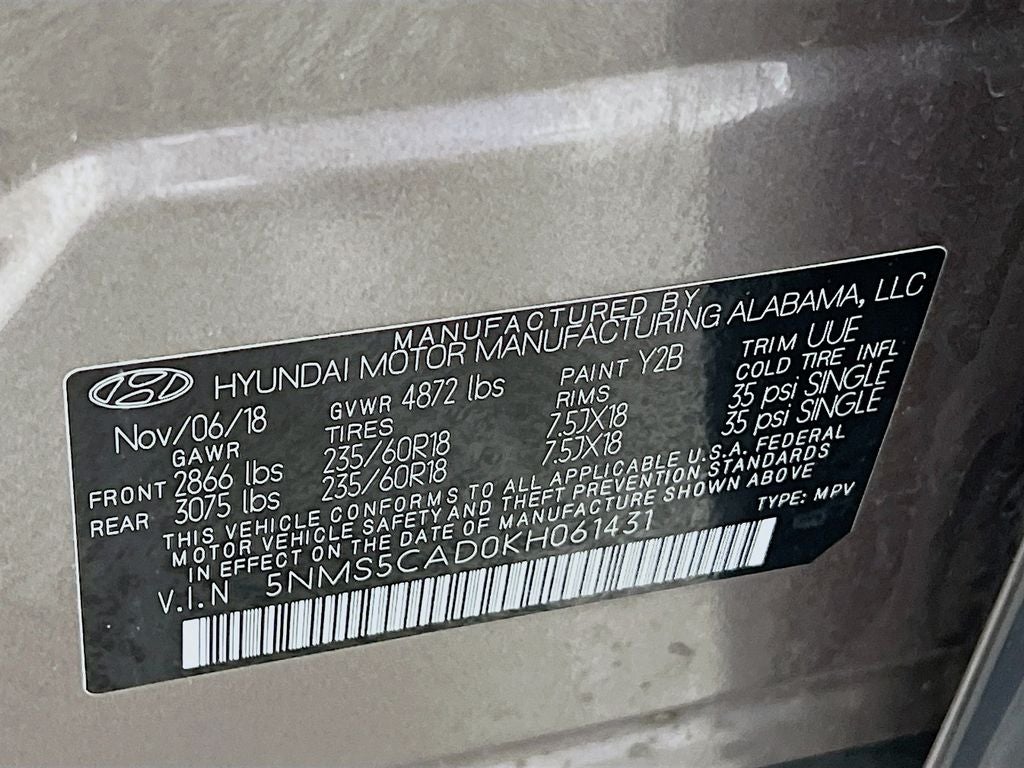 MANUFACTURED BY
HYUNDAI MOTOR MANUFACTURING ALABAMA, LLC
Nov/06/18 GVWR 4872 lbs PAINT Y2B TRIM UUE
GAWR TIRES RIMS COLD TIRE INFL
FRONT 2866 lbs 235/60R18 7.5JX18 35 psi SINGLE
REAR 3075 lbs 235/60R18 7.5JX18 35 psi SINGLE
THIS VEHICLE CONFORMS TO ALL APPLICABLE U.S.A. FEDERAL
MOTOR VEHICLE SAFETY AND THEFT PREVENTION STANDARDS
IN EFFECT ON THE DATE OF MANUFACTURE SHOWN ABOVE
V.I.N 5NMS5CAD0KH061431 TYPE: MPV